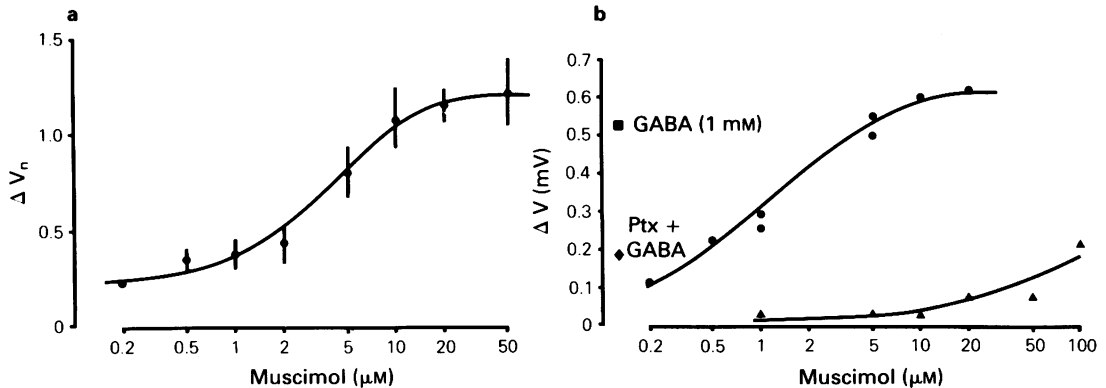 a
1.5
1.0
0.5
0
Δ Vn
0.2 0.5 1 2 5 10 20 50
Muscimol (μM)
b
0.7
0.6
0.5
0.4
0.3
0.2
0.1
0
Δ V (mV)
GABA (1 mM)
Ptx +
GABA
0.2 0.5 1 2 5 10 20 50 100
Muscimol (μM)